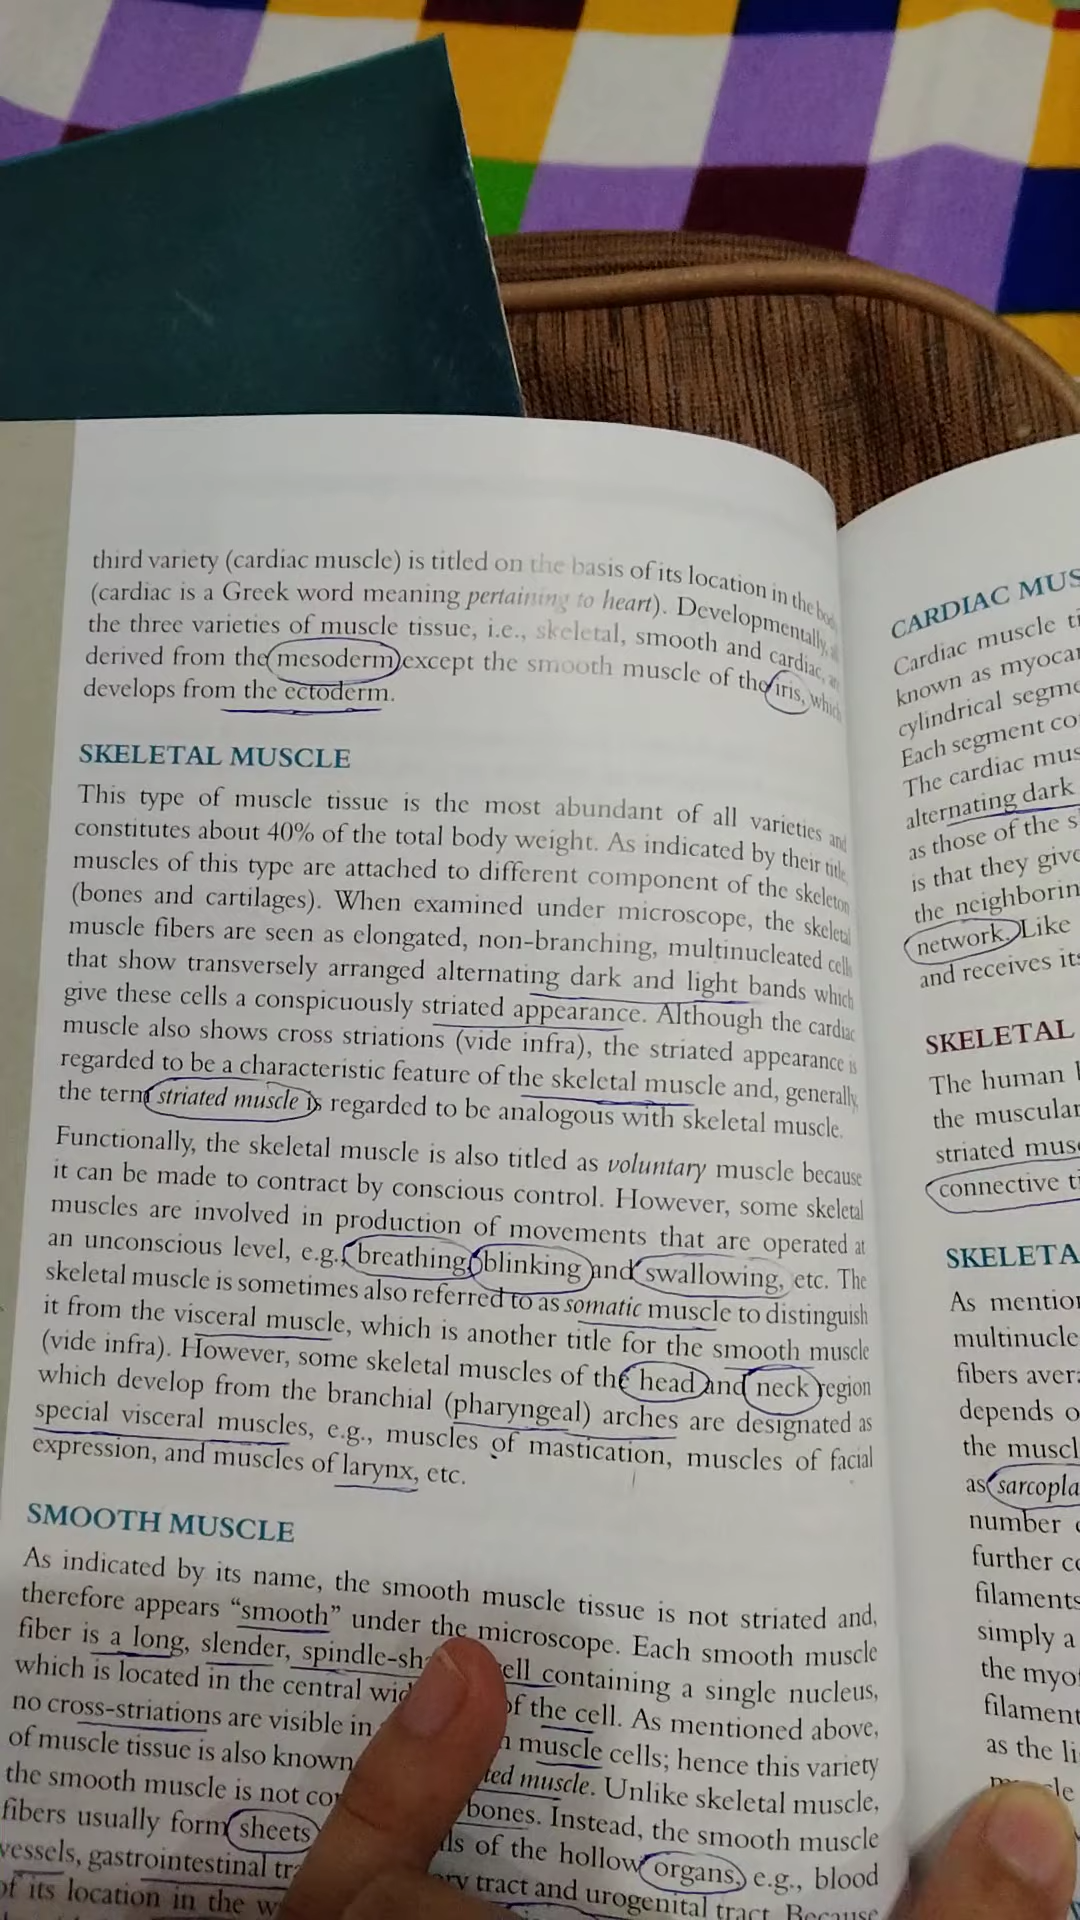 third variety (cardiac muscle) is titled on the basis of its location in the body
(cardiac is a Greek word meaning pertaining to heart). Developmentally,
the three varieties of muscle tissue, i.e., skeletal, smooth and cardiac,
derived from the mesoderm except the smooth muscle of the iris, which
develops from the ectoderm.
SKELETAL MUSCLE
This type of muscle tissue is the most abundant of all varieties and
constitutes about 40% of the total body weight. As indicated by their title,
muscles of this type are attached to different component of the skeleton
(bones and cartilages). When examined under microscope, the skeletal
muscle fibers are seen as elongated, non-branching, multinucleated cells
that show transversely arranged alternating dark and light bands which
give these cells a conspicuously striated appearance. Although the cardiac
muscle also shows cross striations (vide infra), the striated appearance is
regarded to be a characteristic feature of the skeletal muscle and, generally,
the term striated muscle is regarded to be analogous with skeletal muscle.
Functionally, the skeletal muscle is also titled as voluntary muscle because
it can be made to contract by conscious control. However, some skeletal
muscles are involved in production of movements that are operated at
an unconscious level, e.g., breathing, blinking and swallowing, etc. The
skeletal muscle is sometimes also referred to as somatic muscle to distinguish
it from the visceral muscle, which is another title for the smooth muscle
(vide infra). However, some skeletal muscles of the head and neck region
which develop from the branchial (pharyngeal) arches are designated as
special visceral muscles, e.g., muscles of mastication, muscles of facial
expression, and muscles of larynx, etc.
SMOOTH MUSCLE
As indicated by its name, the smooth muscle tissue is not striated and,
therefore appears “smooth” under the microscope. Each smooth muscle
fiber is a long, slender, spindle-sh ell containing a single nucleus,
which is located in the central wid of the cell. As mentioned above,
no cross-striations are visible in muscle cells; hence this variety
of muscle tissue is also known ted muscle. Unlike skeletal muscle,
the smooth muscle is not con bones. Instead, the smooth muscle
fibers usually form sheets ls of the hollow organs, e.g., blood
vessels, gastrointestinal tra ry tract and urogenital tract. Because
of its location in the w
CARDIAC MUS
Cardiac muscle ti
known as myocar
cylindrical segme
Each segment co
The cardiac mus
alternating dark
as those of the s
is that they give
the neighborin
network. Like
and receives its
SKELETAL
The human
the muscular
striated mus
connective ti
SKELETA
As mention
multinucle
fibers aver
depends o
the muscl
as sarcopla
number
further co
filaments
simply a
the myof
filament
as the li